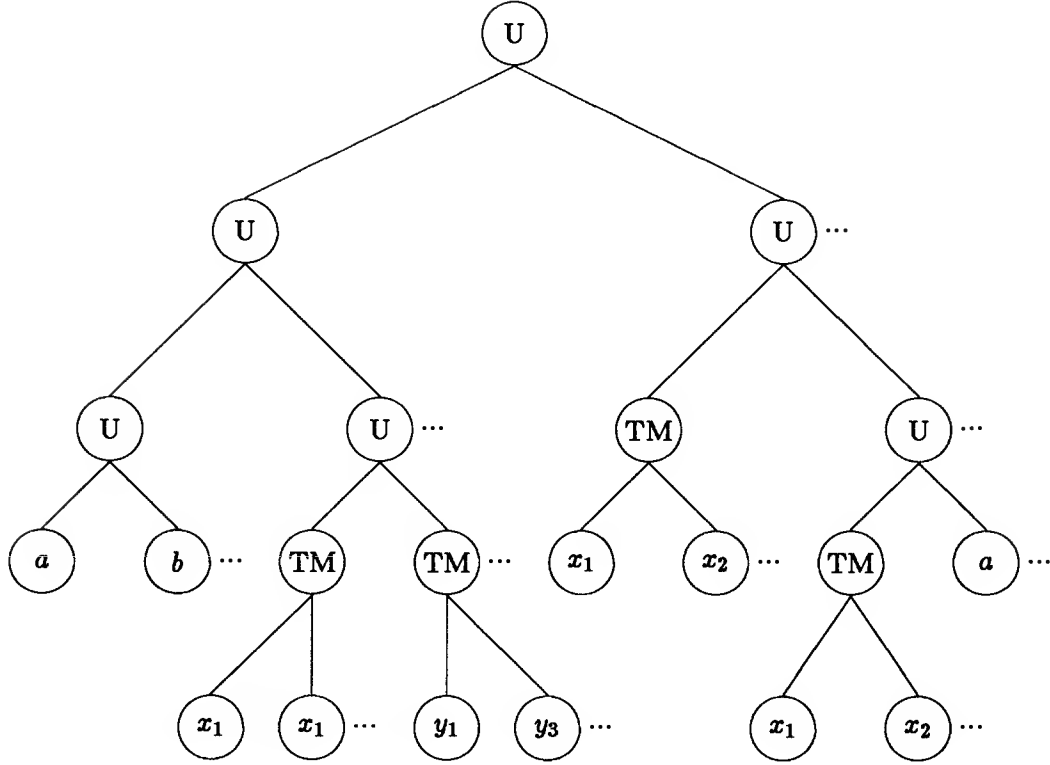 U
U U ...
U U ... TM U ...
a b ... TM TM ... x₁ x₂ ... TM a ...
x₁ x₁ ... y₁ y₃ ... x₁ x₂ ...